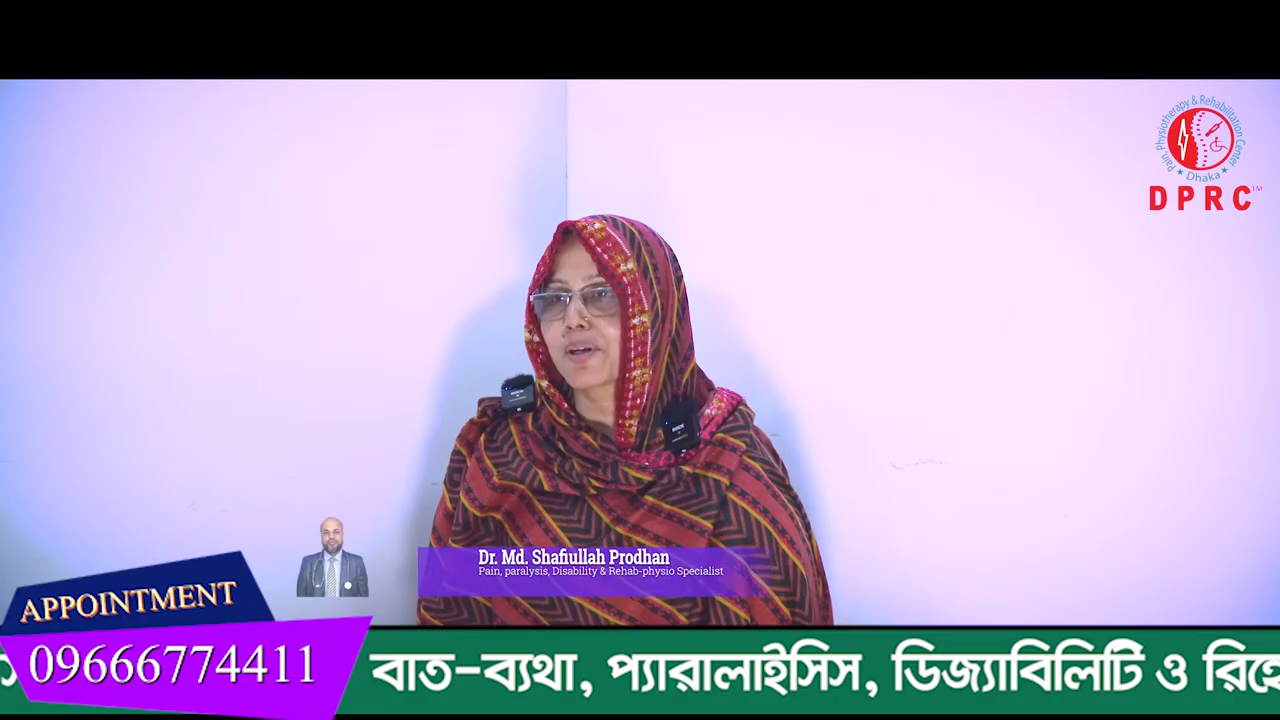 Pain Physiotherapy & Rehabilitation Center
★ Dhaka ★
DPRC™
Dr. Md. Shafiullah Prodhan
Pain, paralysis, Disability & Rehab-physio Specialist
APPOINTMENT
09666774411
বাত-ব্যথা, প্যারালাইসিস, ডিজ্যাবিলিটি ও রিহে